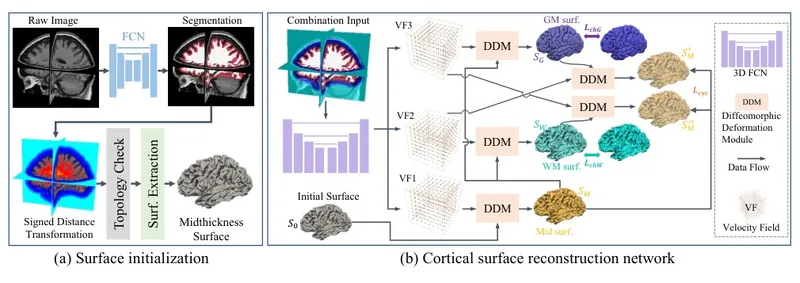 Raw Image
Segmentation
FCN
Signed Distance
Transformation
Topology Check
Surf. Extraction
Midthickness
Surface
(a) Surface initialization
Combination Input
Initial Surface
S₀
VF3
VF2
VF1
DDM
DDM
DDM
DDM
DDM
GM surf.
L_chG
S_G
S_W
WM surf.
L_chW
S_M
Mid surf.
S′_M
L_cyc
S″_M
3D FCN
DDM
Diffeomorphic
Deformation
Module
Data Flow
VF
Velocity Field
(b) Cortical surface reconstruction network